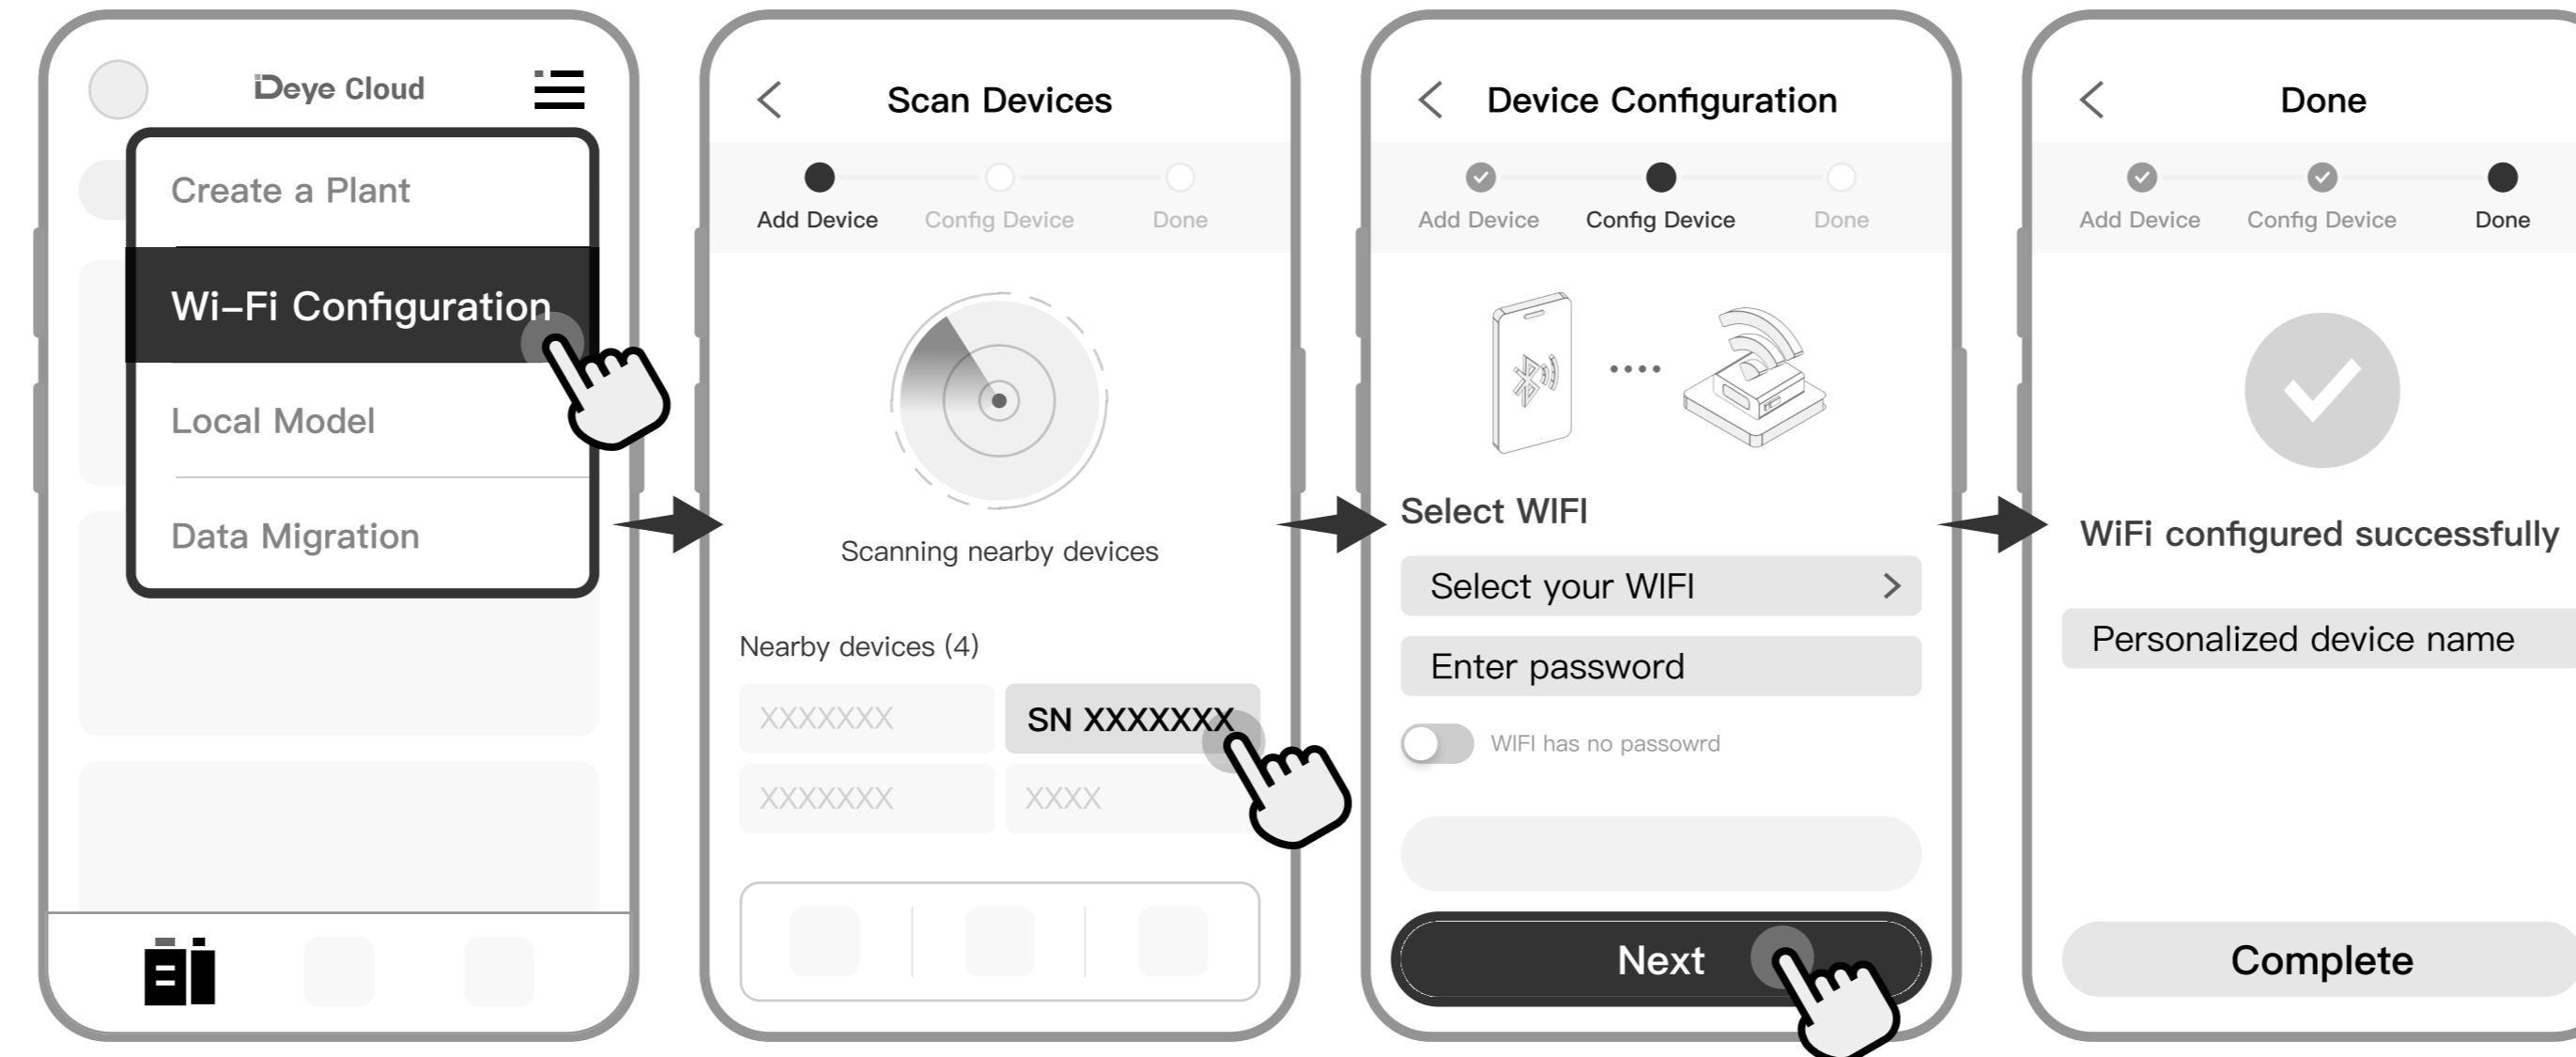 Deye Cloud
Create a Plant
Wi-Fi Configuration
Local Model
Data Migration
Scan Devices
Add Device
Config Device
Done
Scanning nearby devices
Nearby devices (4)
XXXXXXX
SN XXXXXXX
XXXXXXX
XXXX
Device Configuration
Add Device
Config Device
Done
Select WIFI
Select your WIFI
Enter password
WIFI has no passowrd
Next
Done
Add Device
Config Device
Done
WiFi configured successfully
Personalized device name
Complete